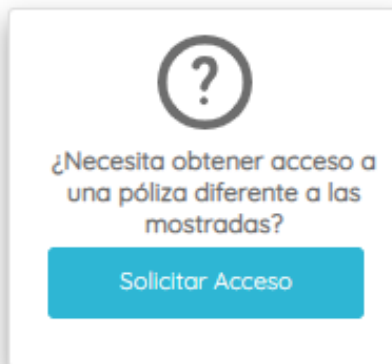 ?
¿Necesita obtener acceso a
una póliza diferente a las
mostradas?
Solicitar Acceso